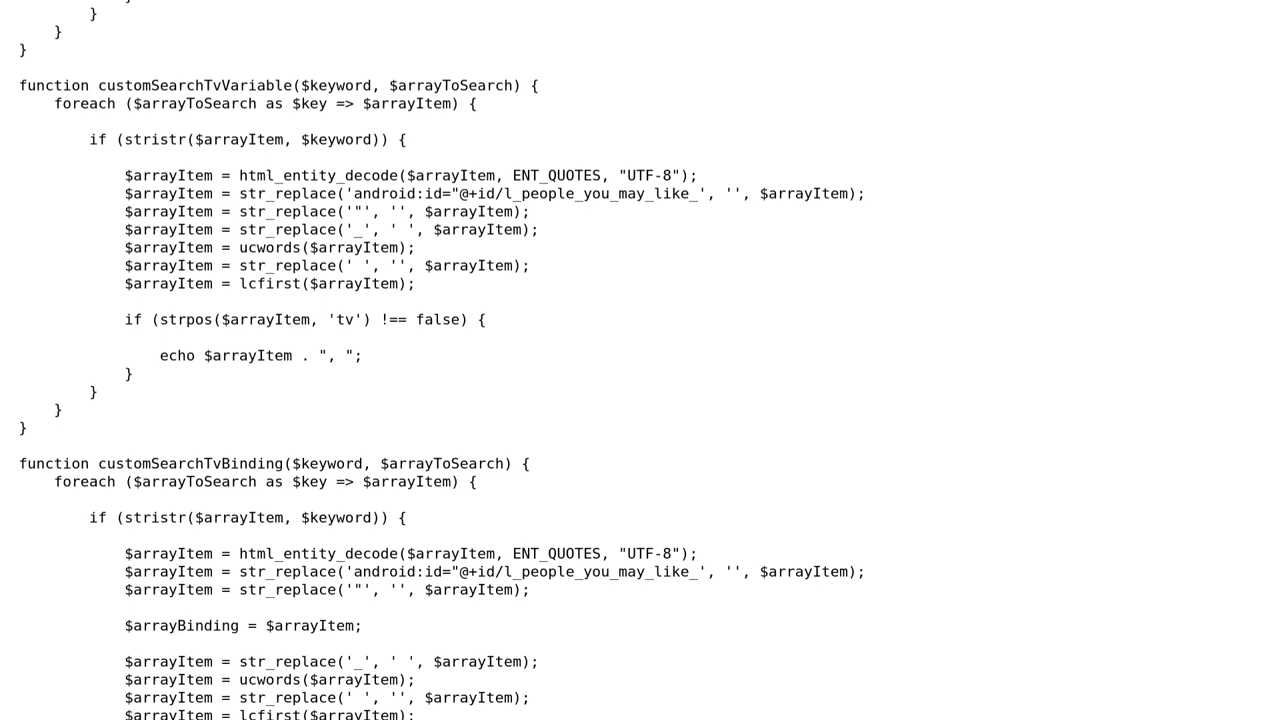 }
    }
}

function customSearchTvVariable($keyword, $arrayToSearch) {
    foreach ($arrayToSearch as $key => $arrayItem) {

        if (stristr($arrayItem, $keyword)) {

            $arrayItem = html_entity_decode($arrayItem, ENT_QUOTES, "UTF-8");
            $arrayItem = str_replace('android:id="@+id/l_people_you_may_like_', '', $arrayItem);
            $arrayItem = str_replace('"', '', $arrayItem);
            $arrayItem = str_replace('_', ' ', $arrayItem);
            $arrayItem = ucwords($arrayItem);
            $arrayItem = str_replace(' ', '', $arrayItem);
            $arrayItem = lcfirst($arrayItem);

            if (strpos($arrayItem, 'tv') !== false) {

                echo $arrayItem . ", ";
            }
        }
    }
}

function customSearchTvBinding($keyword, $arrayToSearch) {
    foreach ($arrayToSearch as $key => $arrayItem) {

        if (stristr($arrayItem, $keyword)) {

            $arrayItem = html_entity_decode($arrayItem, ENT_QUOTES, "UTF-8");
            $arrayItem = str_replace('android:id="@+id/l_people_you_may_like_', '', $arrayItem);
            $arrayItem = str_replace('"', '', $arrayItem);

            $arrayBinding = $arrayItem;

            $arrayItem = str_replace('_', ' ', $arrayItem);
            $arrayItem = ucwords($arrayItem);
            $arrayItem = str_replace(' ', '', $arrayItem);
            $arrayItem = lcfirst($arrayItem);